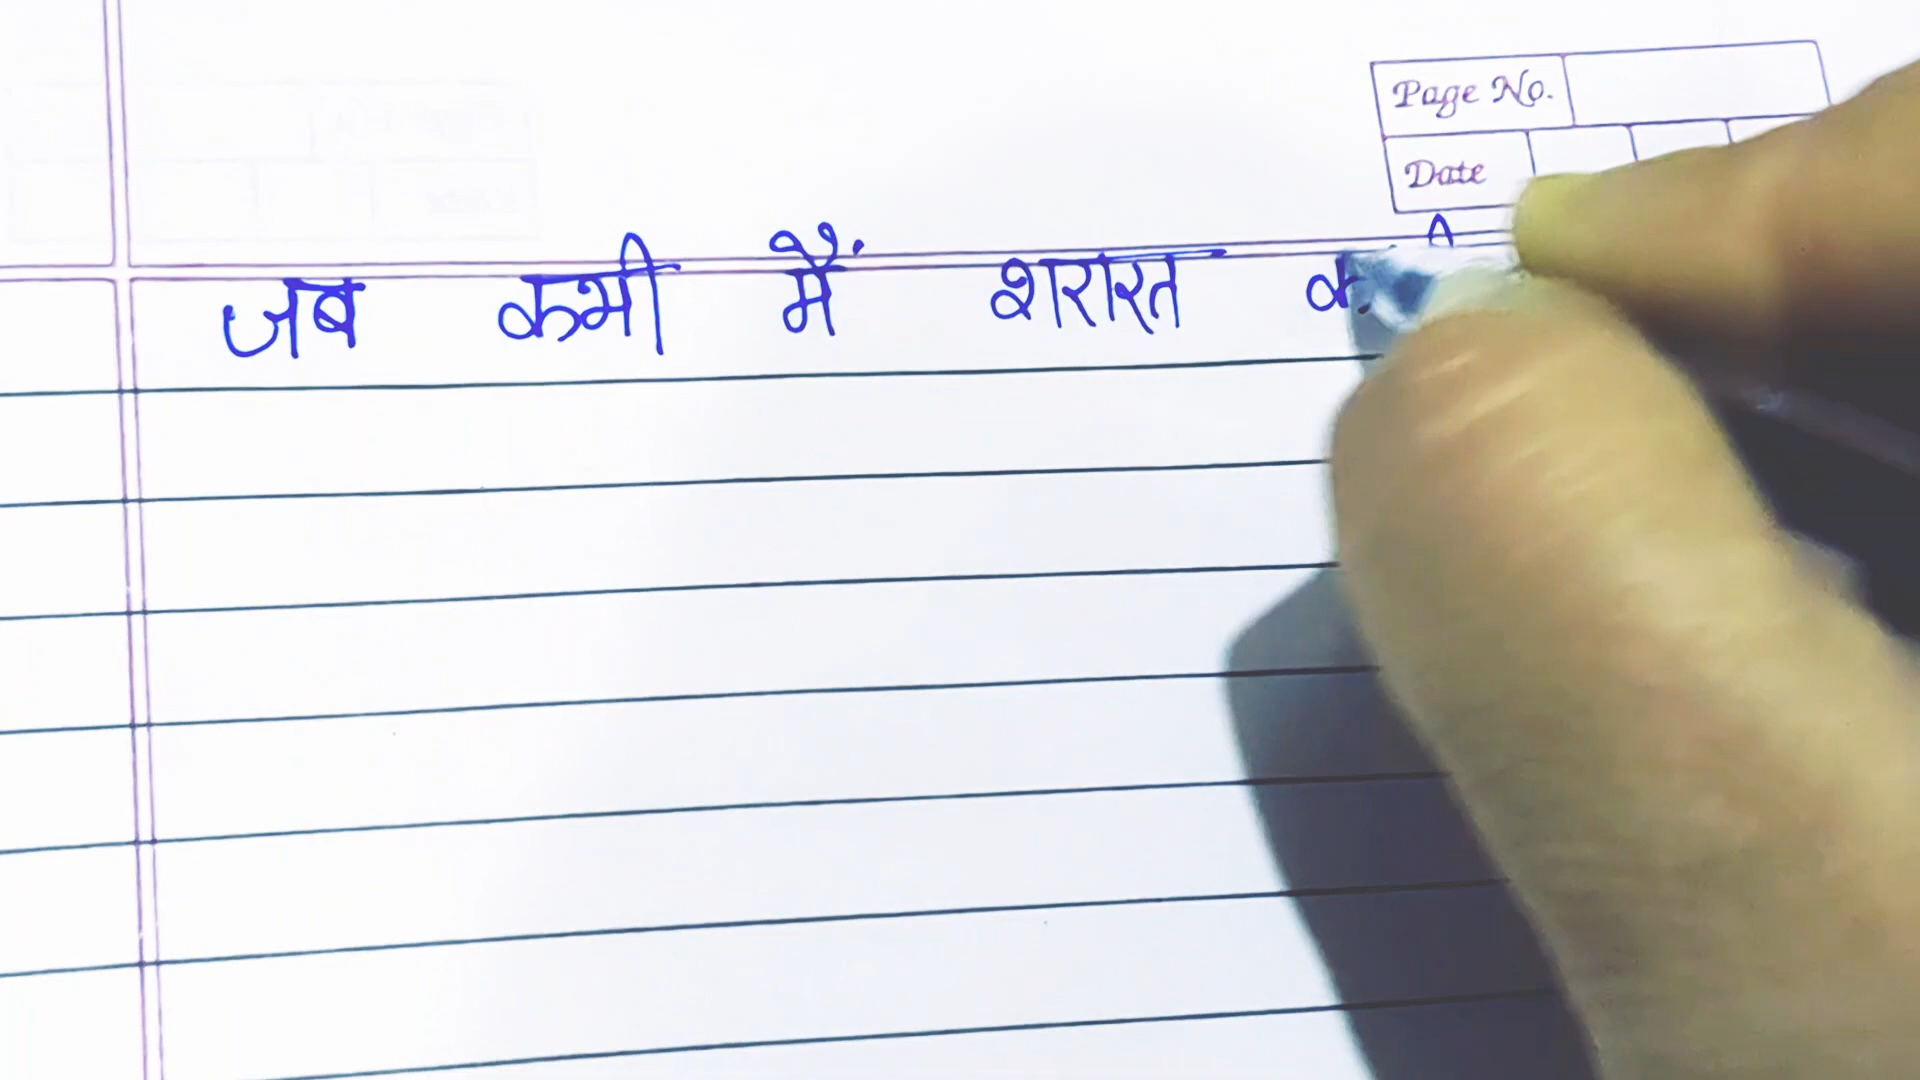 Page No.
Date
जब कभी मैं शरारत